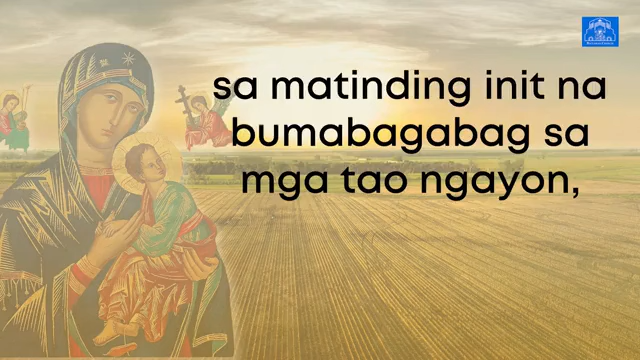 sa matinding init na
bumabagabag sa
mga tao ngayon,